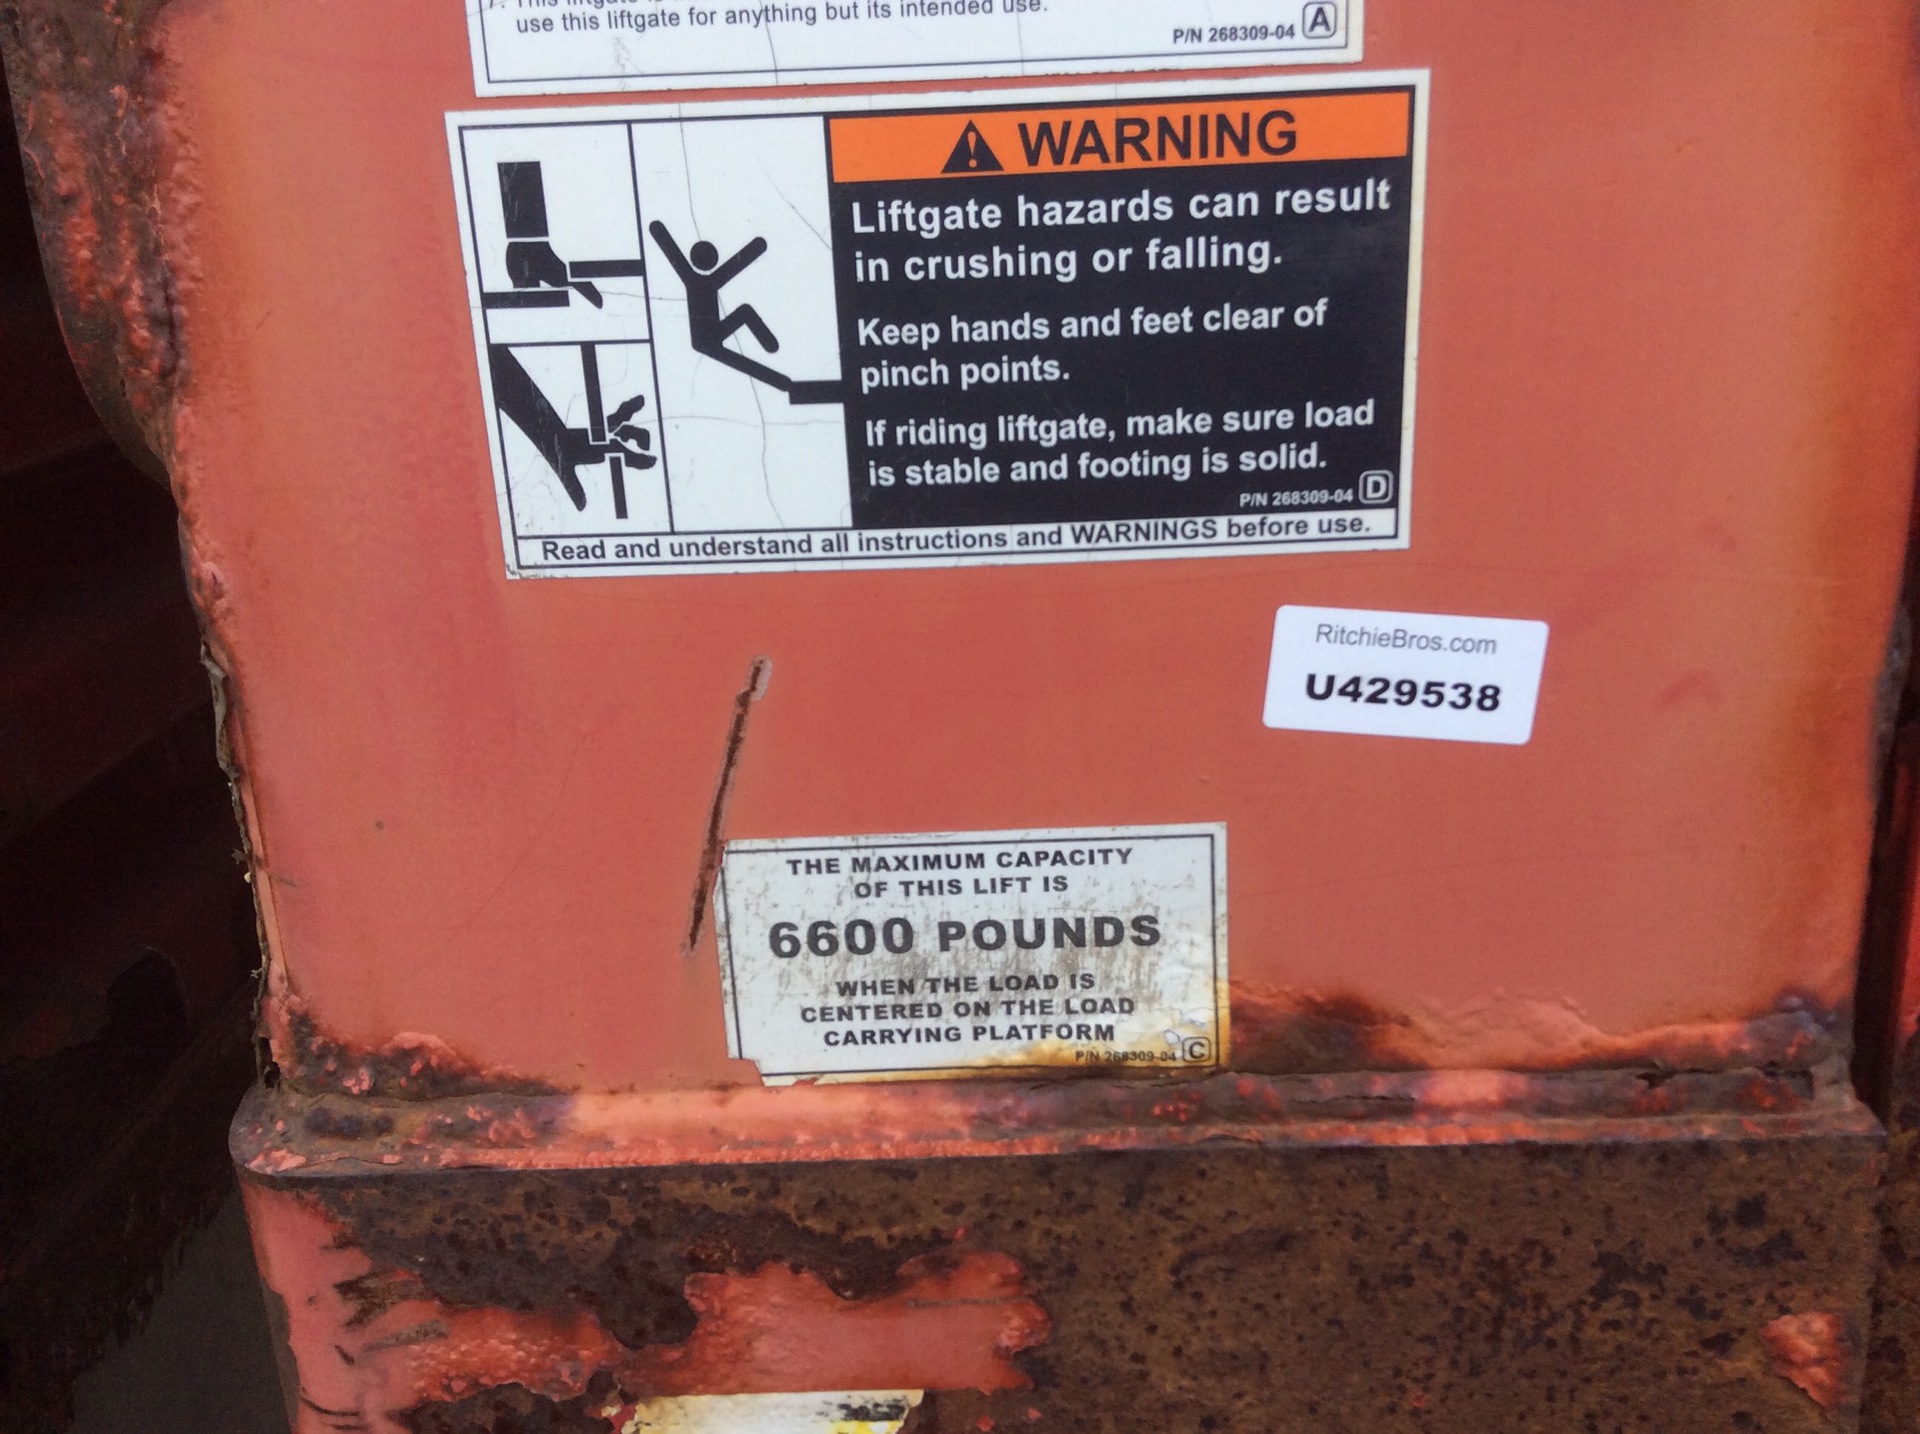 This liftgate is
use this liftgate for anything but its intended use.
P/N 268309-04 A
WARNING
Liftgate hazards can result
in crushing or falling.
Keep hands and feet clear of
pinch points.
If riding liftgate, make sure load
is stable and footing is solid.
P/N 268309-04 D
Read and understand all instructions and WARNINGS before use.
RitchieBros.com
U429538
THE MAXIMUM CAPACITY
OF THIS LIFT IS
6600 POUNDS
WHEN THE LOAD IS
CENTERED ON THE LOAD
CARRYING PLATFORM
P/N 268309-04 C